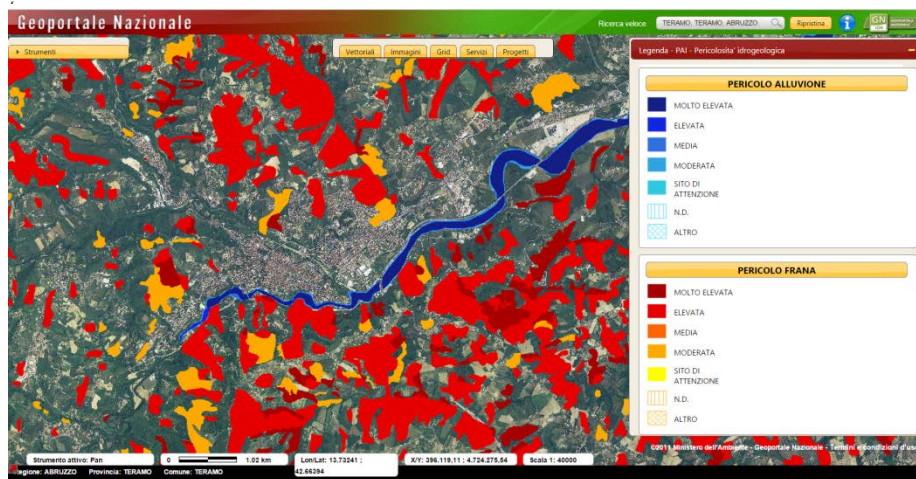 Geoportale Nazionale
Ricerca veloce
TERAMO; TERAMO; ABRUZZO
Ripristina
GN
Strumenti
Vettoriali
Immagini
Grid
Servizi
Progetti
Legenda - PAI - Pericolosita' idrogeologica
PERICOLO ALLUVIONE
MOLTO ELEVATA
ELEVATA
MEDIA
MODERATA
SITO DI
ATTENZIONE
N.D.
ALTRO
PERICOLO FRANA
MOLTO ELEVATA
ELEVATA
MEDIA
MODERATA
SITO DI
ATTENZIONE
N.D.
ALTRO
©2011 Ministero dell'Ambiente - Geoportale Nazionale - Termini e condizioni d'uso
Strumento attivo: Pan
0 1.02 km
Lon/Lat: 13.73241 ;
42.66394
X/Y: 396.119,11 ; 4.724.275,54
Scala 1: 40000
egione: ABRUZZO Provincia: TERAMO Comune: TERAMO